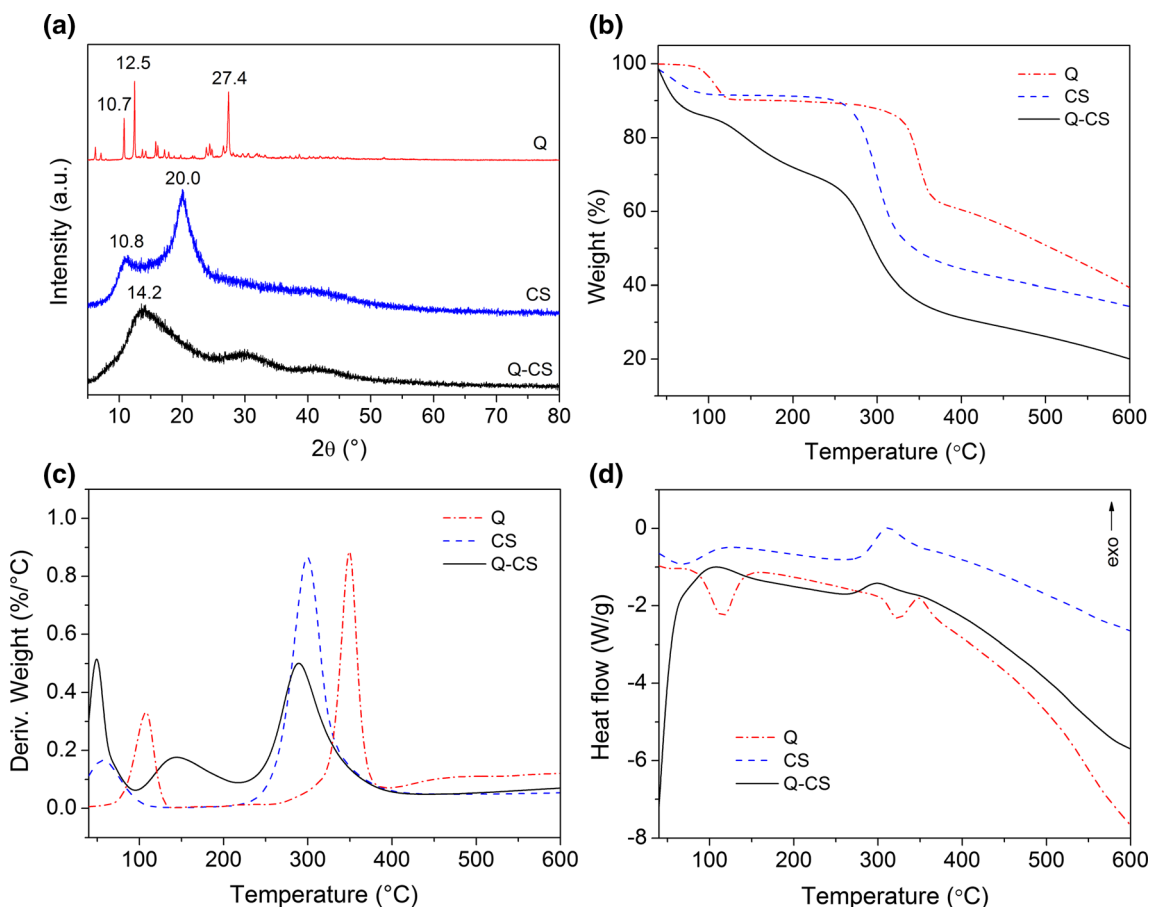 (a)
12.5
10.7
27.4
Q
20.0
10.8
CS
14.2
Q-CS
Intensity (a.u.)
10 20 30 40 50 60 70 80
2θ (°)
(b)
100
80
60
40
20
Q
CS
Q-CS
Weight (%)
100 200 300 400 500 600
Temperature (°C)
(c)
1.0
0.8
0.6
0.4
0.2
0.0
Q
CS
Q-CS
Deriv. Weight (%/°C)
100 200 300 400 500 600
Temperature (°C)
(d)
0
-2
-4
-6
-8
exo
Q
CS
Q-CS
Heat flow (W/g)
100 200 300 400 500 600
Temperature (°C)